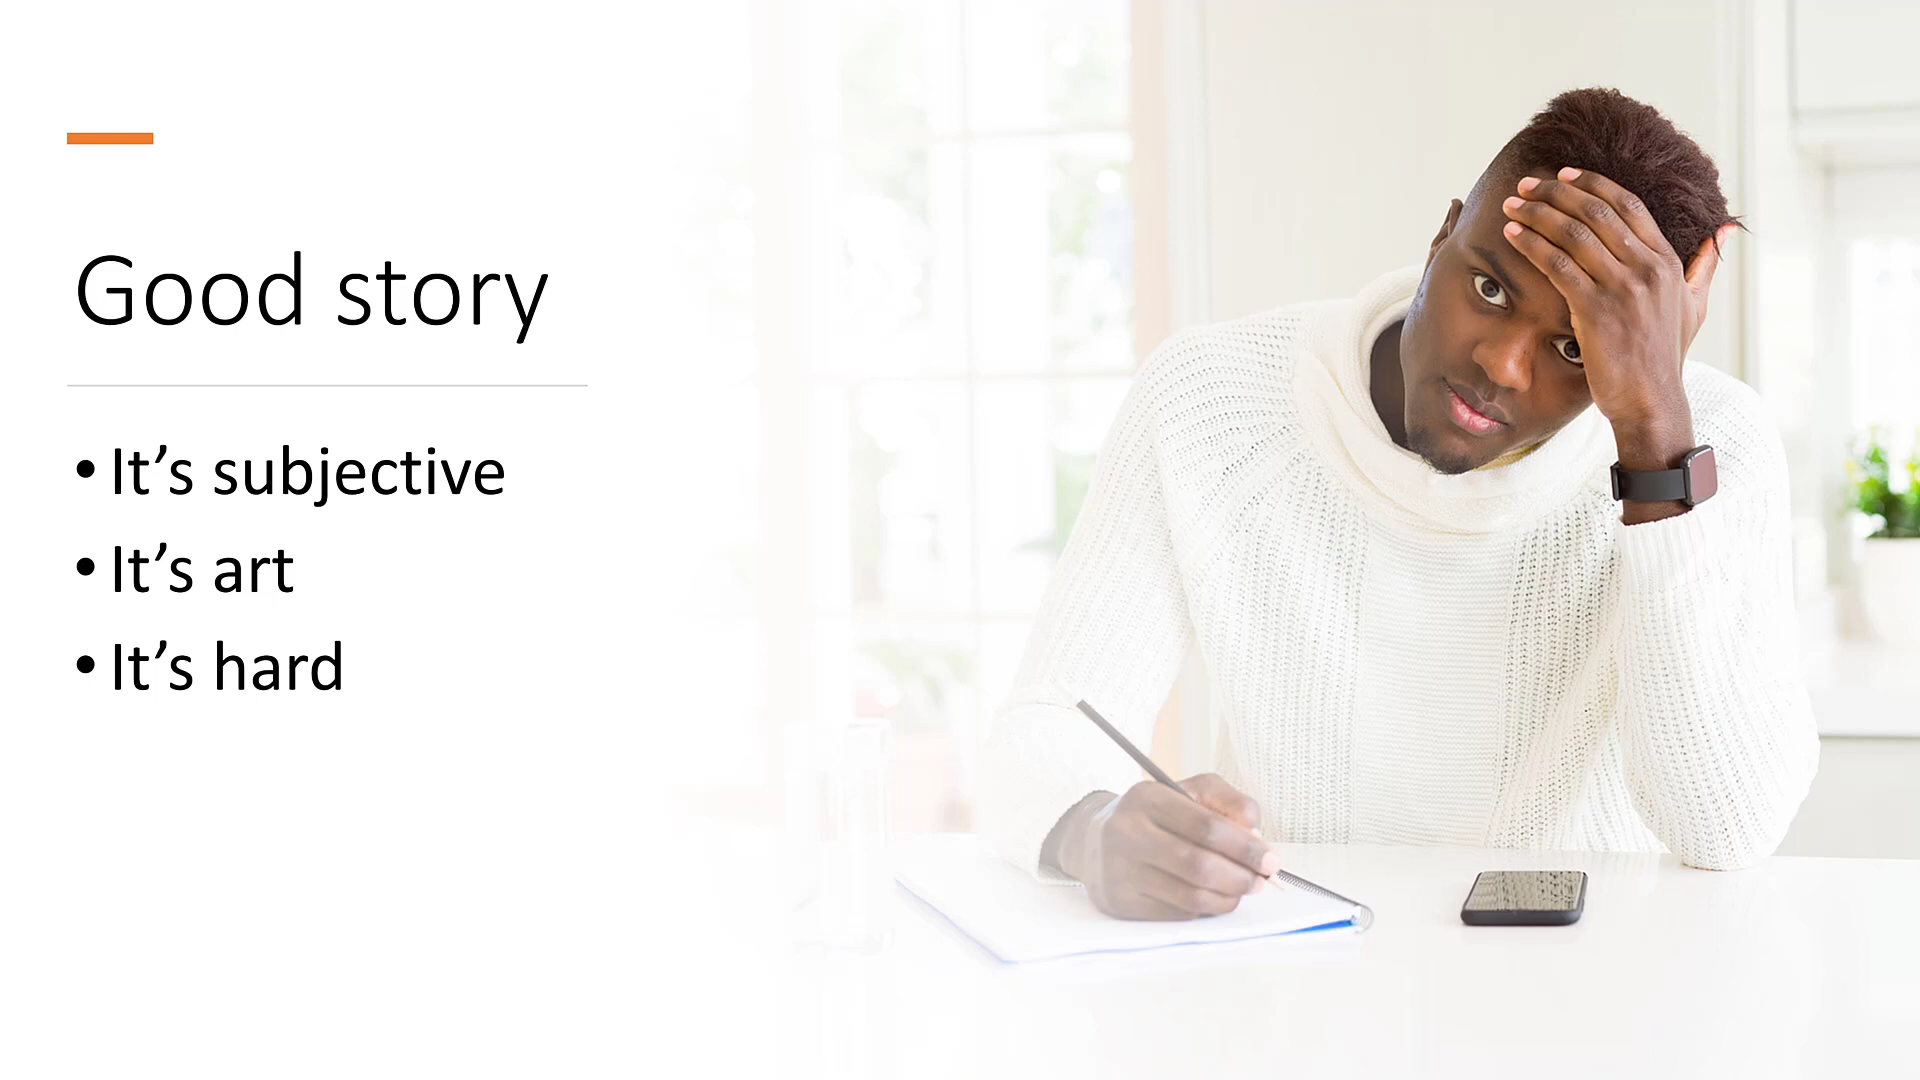 Good story
• It’s subjective
• It’s art
• It’s hard